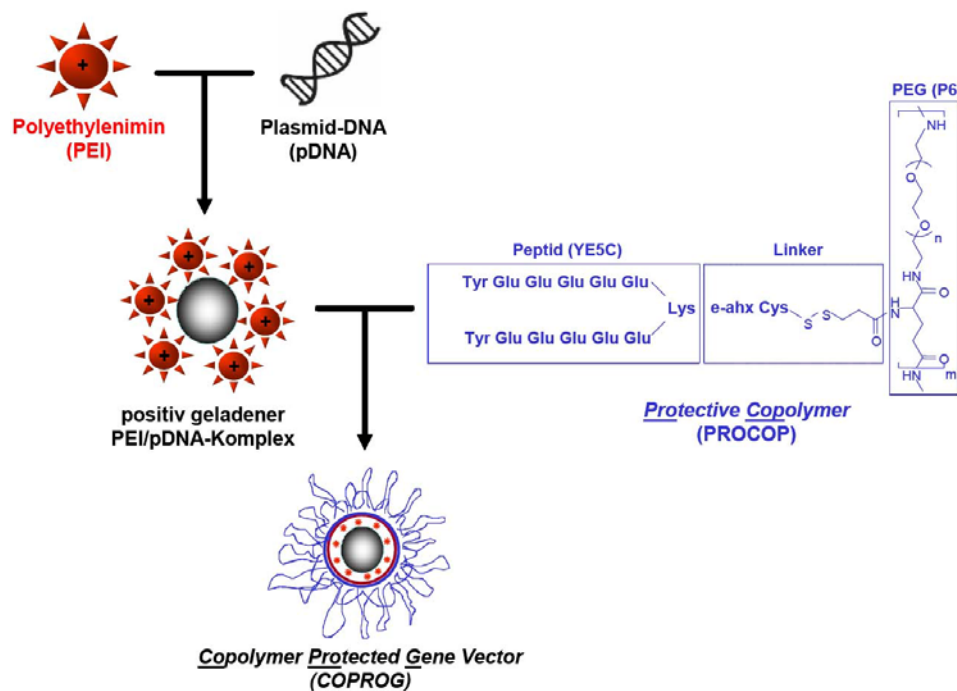 +
Polyethylenimin
(PEI)
Plasmid-DNA
(pDNA)
+
+
+
+
+
+
positiv geladener
PEI/pDNA-Komplex
Peptid (YE5C)
Tyr Glu Glu Glu Glu Glu
Lys
Tyr Glu Glu Glu Glu Glu
Linker
e-ahx Cys
S
S
O
PEG (P6
NH
O
O
n
HN
O
N
H
O
HN
m
Protective Copolymer
(PROCOP)
Copolymer Protected Gene Vector
(COPROG)